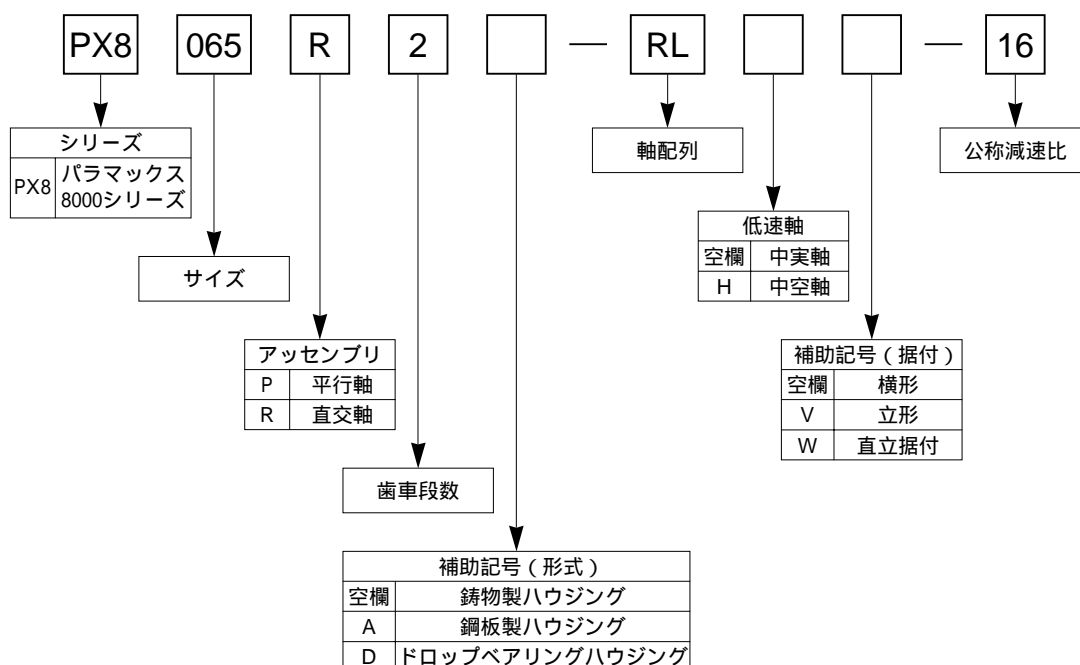 PX8 065 R 2 — RL — 16
シリーズ
PX8 パラマックス
8000シリーズ
軸配列
公称減速比
低速軸
空欄 中実軸
H 中空軸
サイズ
アッセンブリ
P 平行軸
R 直交軸
補助記号(据付)
空欄 横形
V 立形
W 直立据付
歯車段数
補助記号(形式)
空欄 鋳物製ハウジング
A 鋼板製ハウジング
D ドロップベアリングハウジング